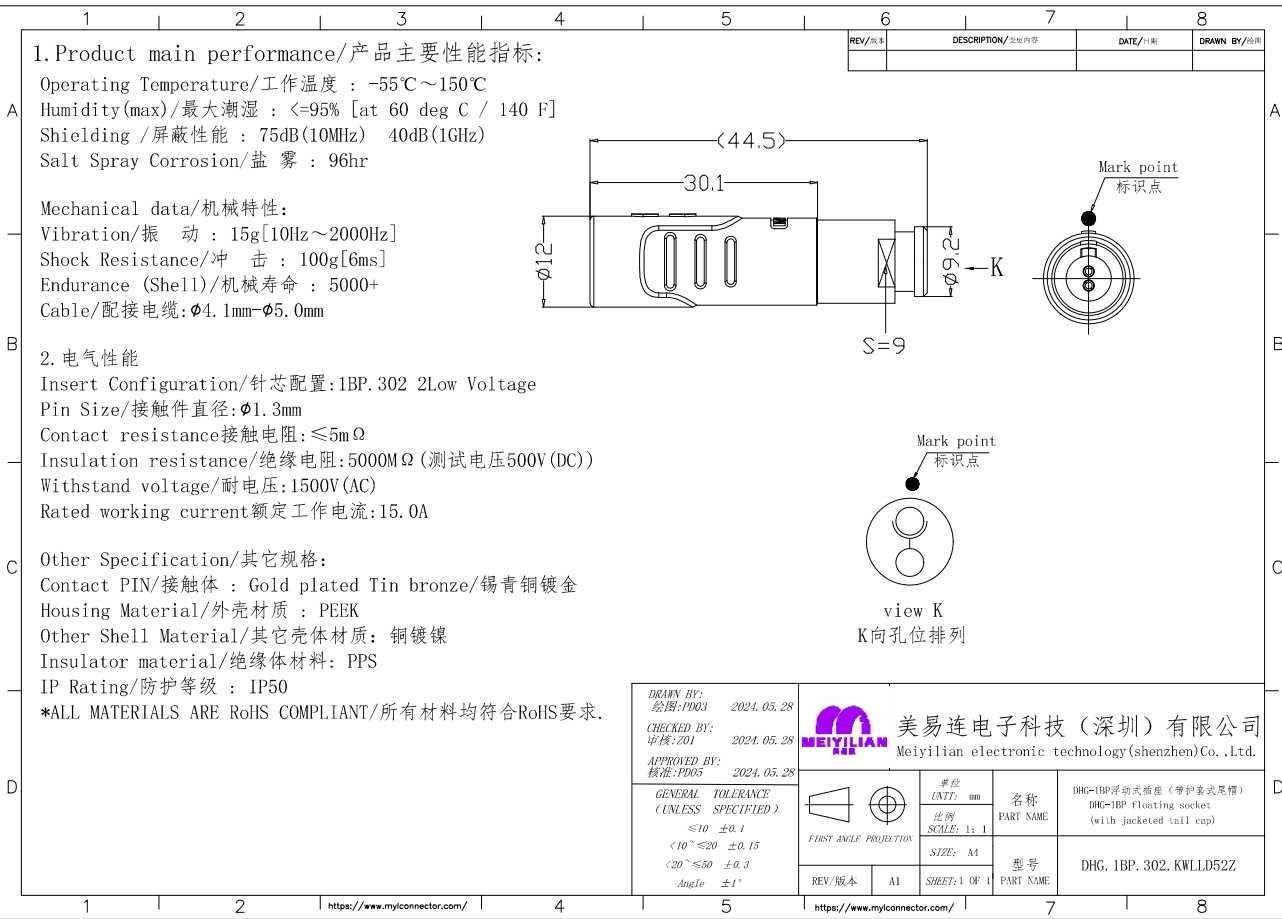 1 2 3 4 5 6 7 8
REV/版本 DESCRIPTION/变更内容 DATE/日期 DRAWN BY/绘图
1.Product main performance/产品主要性能指标:
Operating Temperature/工作温度 : -55℃~150℃
Humidity(max)/最大潮湿 : <=95% [at 60 deg C / 140 F]
Shielding /屏蔽性能 : 75dB(10MHz) 40dB(1GHz)
Salt Spray Corrosion/盐 雾 : 96hr
Mechanical data/机械特性:
Vibration/振 动 : 15g[10Hz~2000Hz]
Shock Resistance/冲 击 : 100g[6ms]
Endurance (Shell)/机械寿命 : 5000+
Cable/配接电缆:Φ4.1mm-Φ5.0mm
2.电气性能
Insert Configuration/针芯配置:1BP.302 2Low Voltage
Pin Size/接触件直径:Φ1.3mm
Contact resistance接触电阻:≤5mΩ
Insulation resistance/绝缘电阻:5000MΩ(测试电压500V(DC))
Withstand voltage/耐电压:1500V(AC)
Rated working current额定工作电流:15.0A
Other Specification/其它规格:
Contact PIN/接触体 : Gold plated Tin bronze/锡青铜镀金
Housing Material/外壳材质 : PEEK
Other Shell Material/其它壳体材质: 铜镀镍
Insulator material/绝缘体材料: PPS
IP Rating/防护等级 : IP50
*ALL MATERIALS ARE RoHS COMPLIANT/所有材料均符合RoHS要求.
(44.5)
30.1
Φ12
Φ9.2
K
S=9
Mark point
标识点
Mark point
标识点
view K
K向孔位排列
A A
B B
C C
D D
DRAWN BY:
绘图:PD03 2024.05.28
CHECKED BY:
审核:Z01 2024.05.28
APPROVED BY:
核准:PD05 2024.05.28
GENERAL TOLERANCE
(UNLESS SPECIFIED)
≤10 ±0.1
<10~≤20 ±0.15
<20~≤50 ±0.3
Angle ±1°
MEIYILIAN
美易连
美易连电子科技（深圳）有限公司
Meiyilian electronic technology(shenzhen)Co.,Ltd.
FIRST ANGLE PROJECTION
单位
UNTT: mm
比例
SCALE: 1: 1
SIZE: A4
REV/版本 A1 SHEET:1 OF 1
名称
PART NAME
DHG-1BP浮动式插座（带护套式尾帽）
DHG-1BP floating socket
(with jacketed tail cap)
型号
PART NAME
DHG.1BP.302.KWLLD52Z
1 2 https://www.mylconnector.com/ 4 5 https://www.mylconnector.com/ 7 8